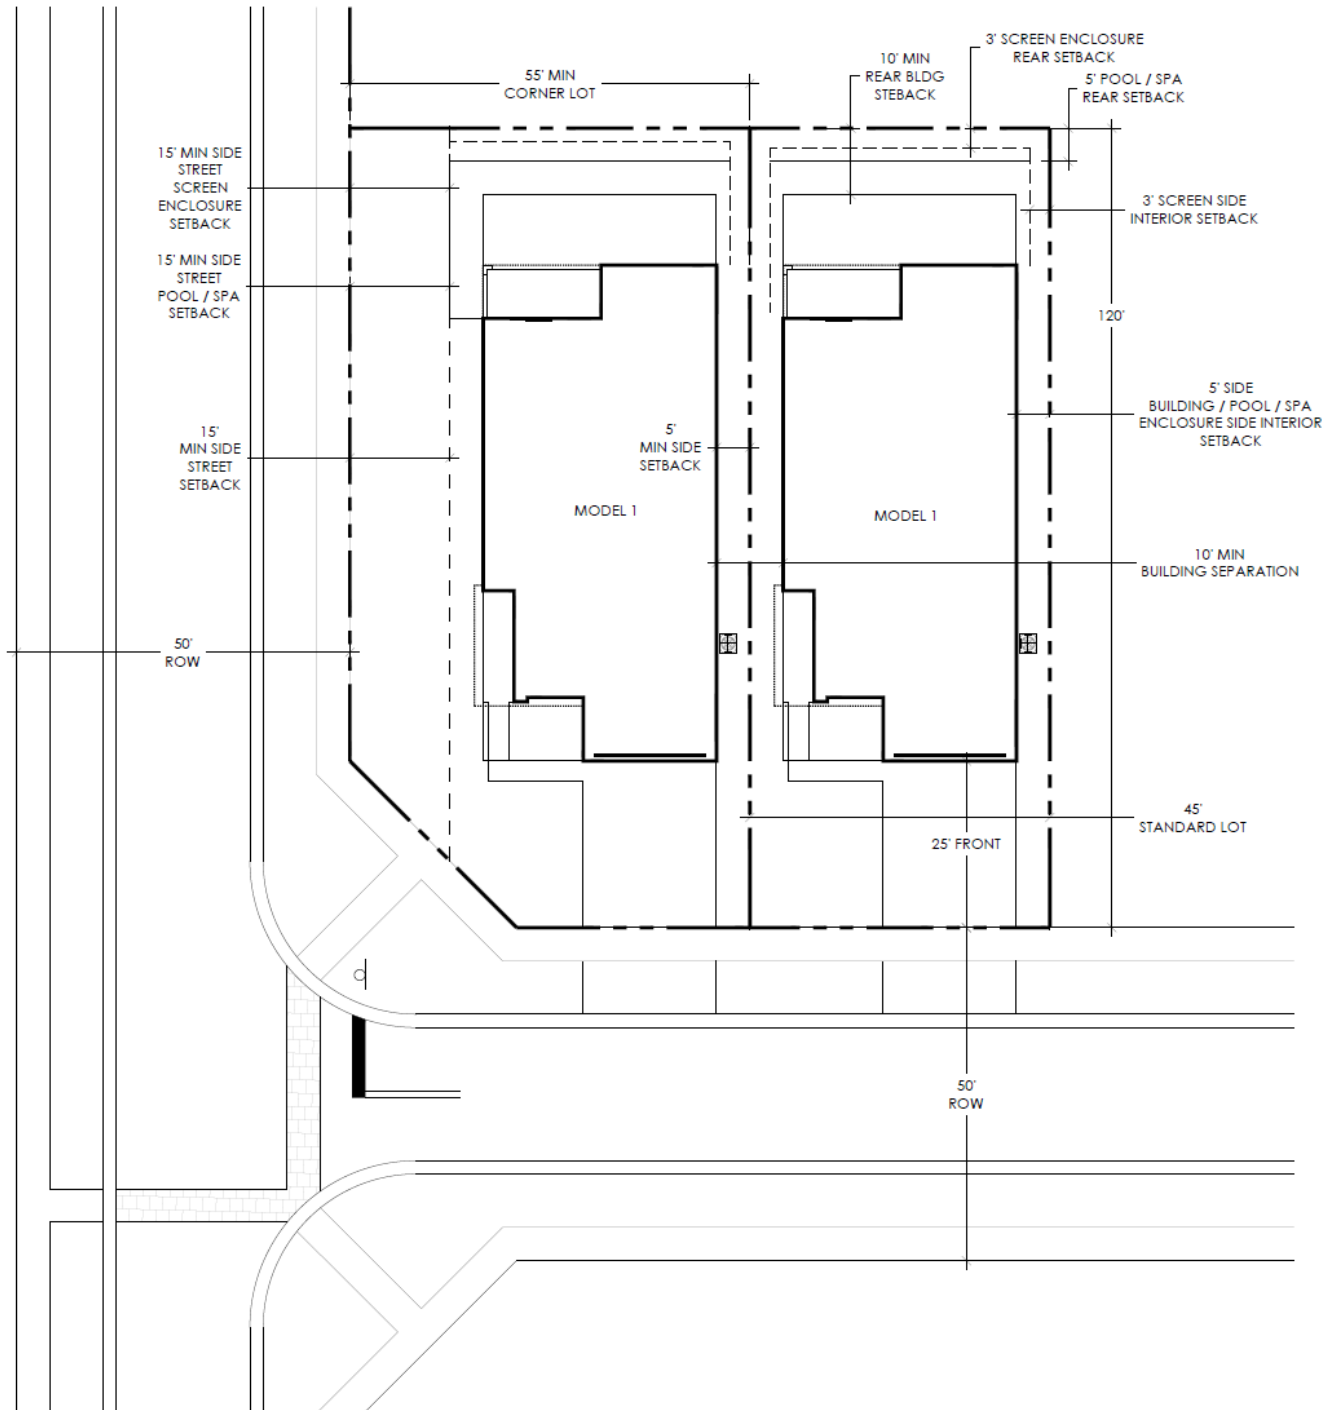 3' SCREEN ENCLOSURE
REAR SETBACK
10' MIN
REAR BLDG
STEBACK
5' POOL / SPA
REAR SETBACK
55' MIN
CORNER LOT
15' MIN SIDE
STREET
SCREEN
ENCLOSURE
SETBACK
3' SCREEN SIDE
INTERIOR SETBACK
15' MIN SIDE
STREET
POOL / SPA
SETBACK
120'
5' SIDE
BUILDING / POOL / SPA
ENCLOSURE SIDE INTERIOR
SETBACK
15'
MIN SIDE
STREET
SETBACK
5'
MIN SIDE
SETBACK
MODEL 1
MODEL 1
10' MIN
BUILDING SEPARATION
50'
ROW
45'
STANDARD LOT
25' FRONT
50'
ROW